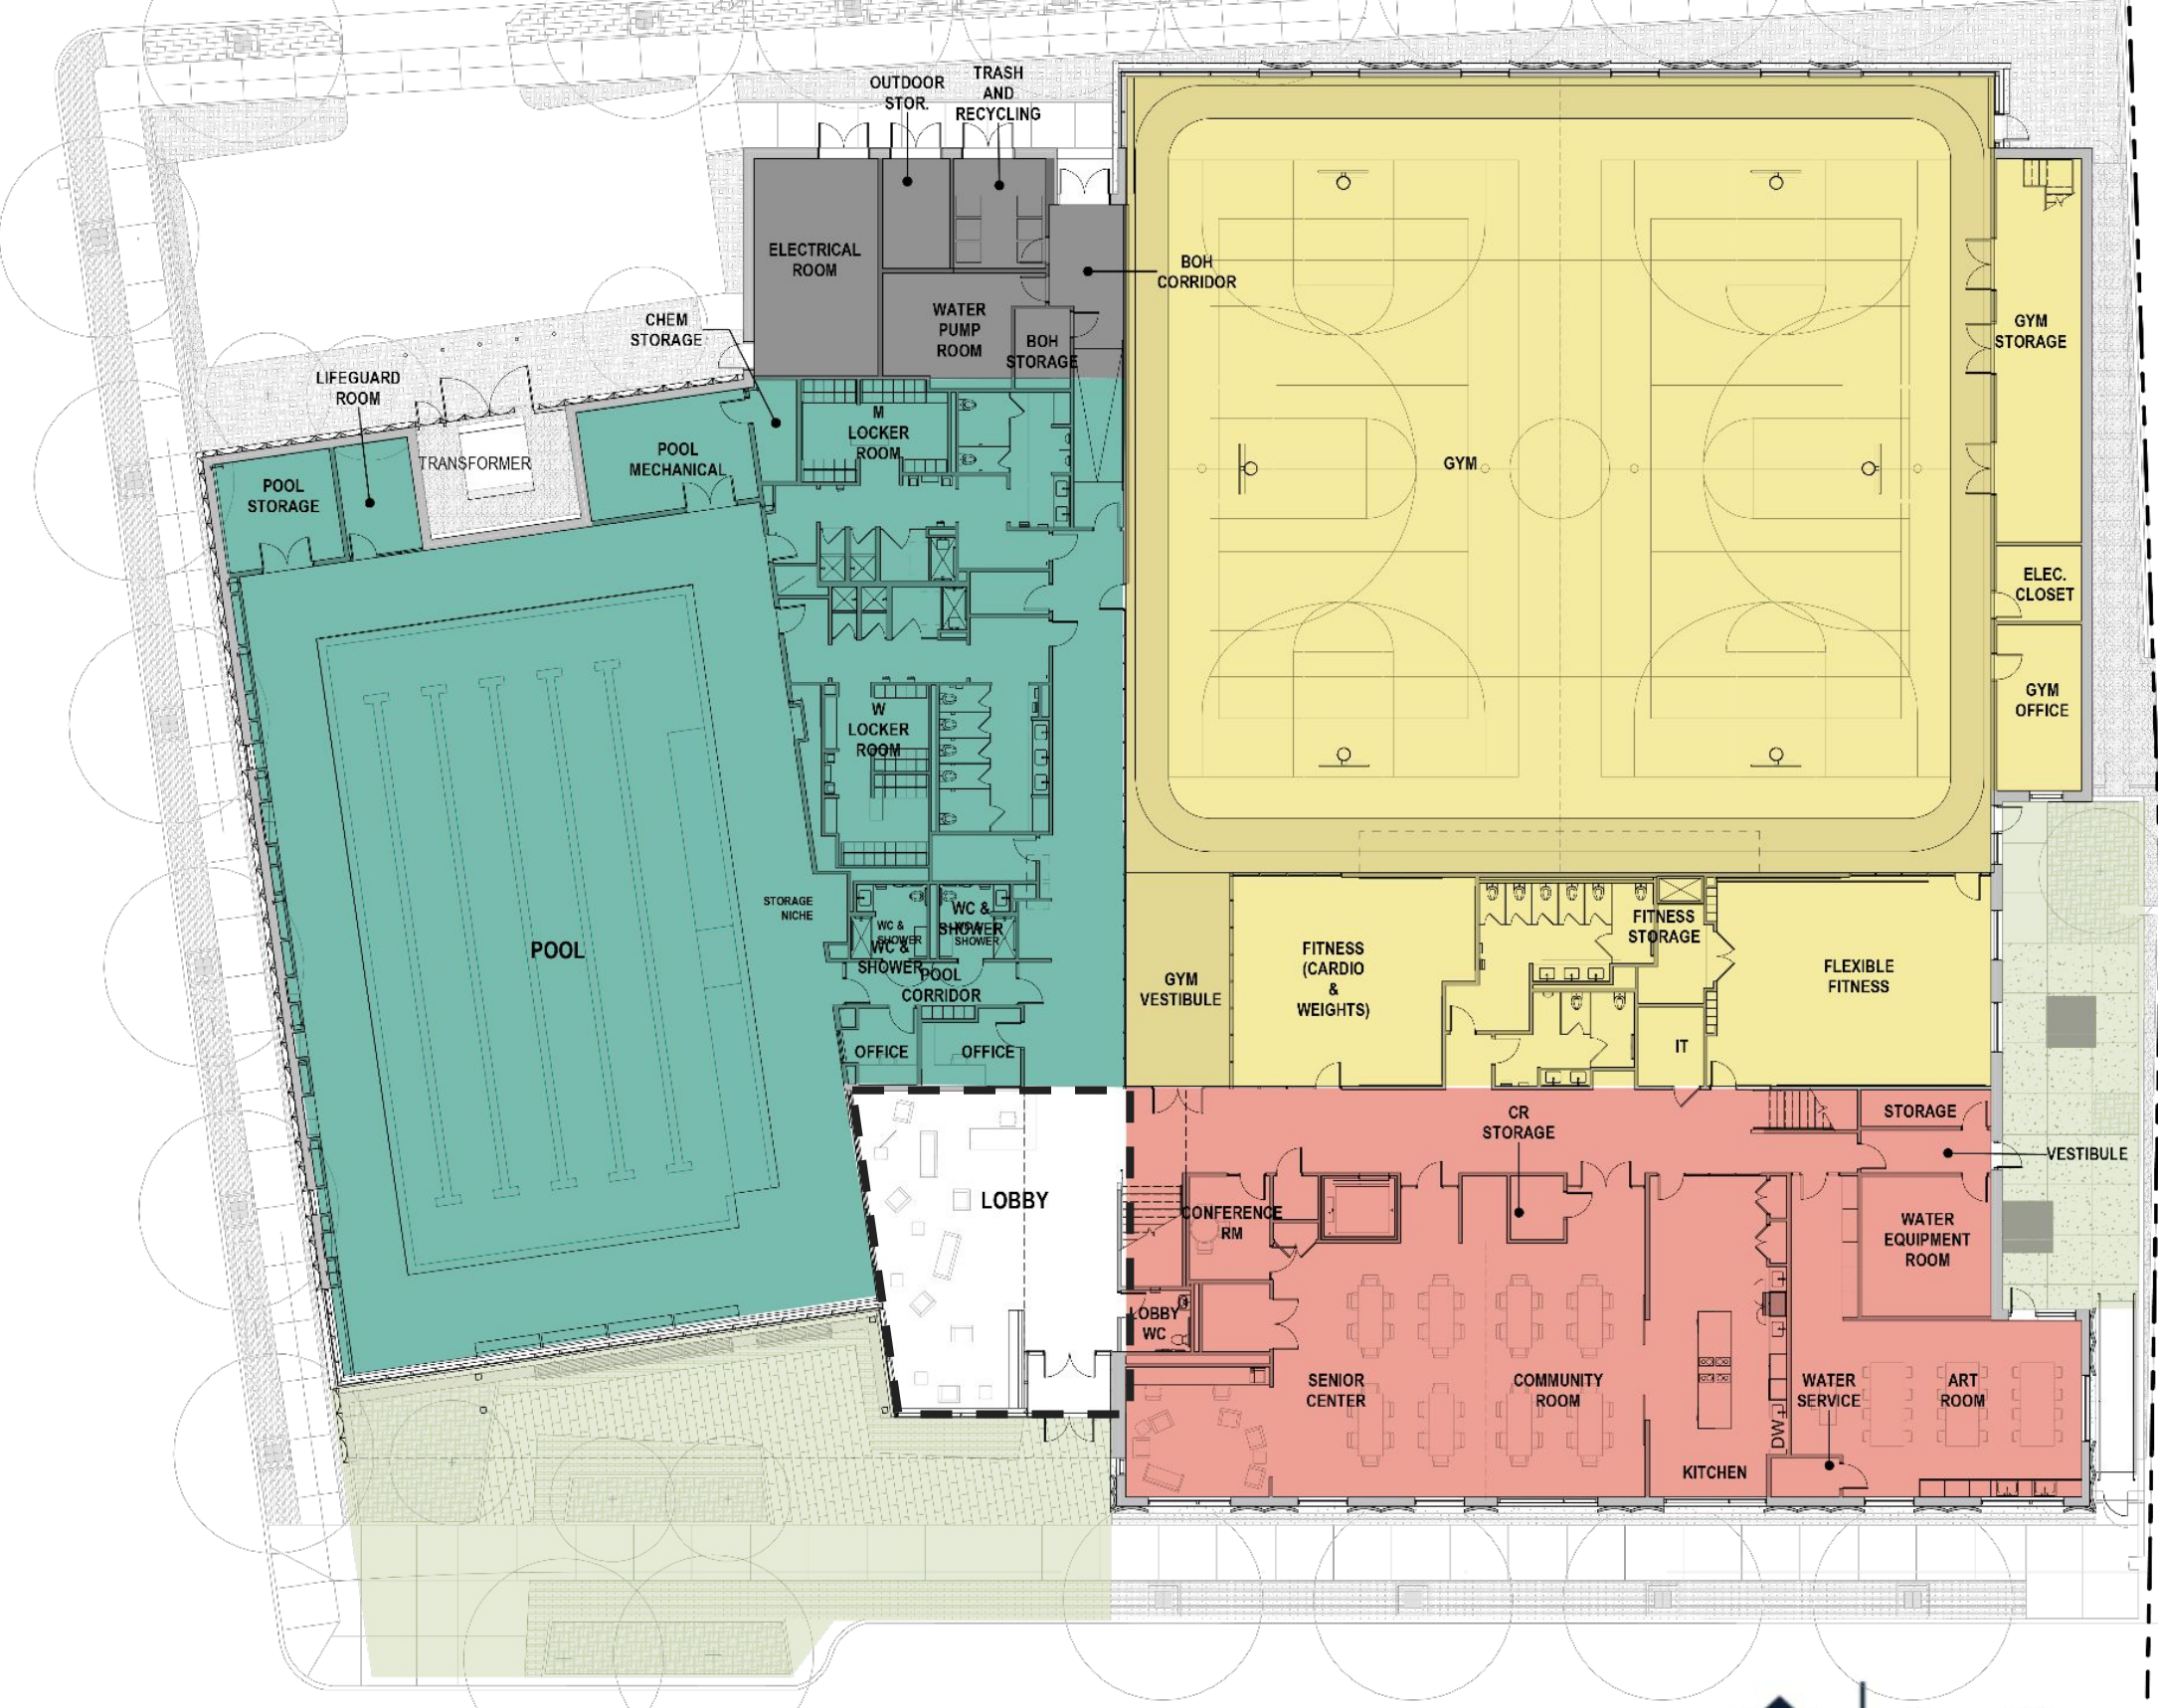 OUTDOOR
STOR.
TRASH
AND
RECYCLING
ELECTRICAL
ROOM
BOH
CORRIDOR
WATER
PUMP
ROOM
BOH
STORAGE
CHEM
STORAGE
LIFEGUARD
ROOM
TRANSFORMER
POOL
MECHANICAL
POOL
STORAGE
M
LOCKER
ROOM
GYM
GYM
STORAGE
ELEC.
CLOSET
GYM
OFFICE
W
LOCKER
ROOM
STORAGE
NICHE
POOL
WC &
SHOWER
WC &
SHOWER
WC &
SHOWER
SHOWER
POOL
CORRIDOR
OFFICE
OFFICE
GYM
VESTIBULE
FITNESS
(CARDIO
&
WEIGHTS)
FITNESS
STORAGE
FLEXIBLE
FITNESS
IT
LOBBY
CR
STORAGE
STORAGE
VESTIBULE
CONFERENCE
RM
WATER
EQUIPMENT
ROOM
LOBBY
WC
SENIOR
CENTER
COMMUNITY
ROOM
WATER
SERVICE
ART
ROOM
DW
KITCHEN